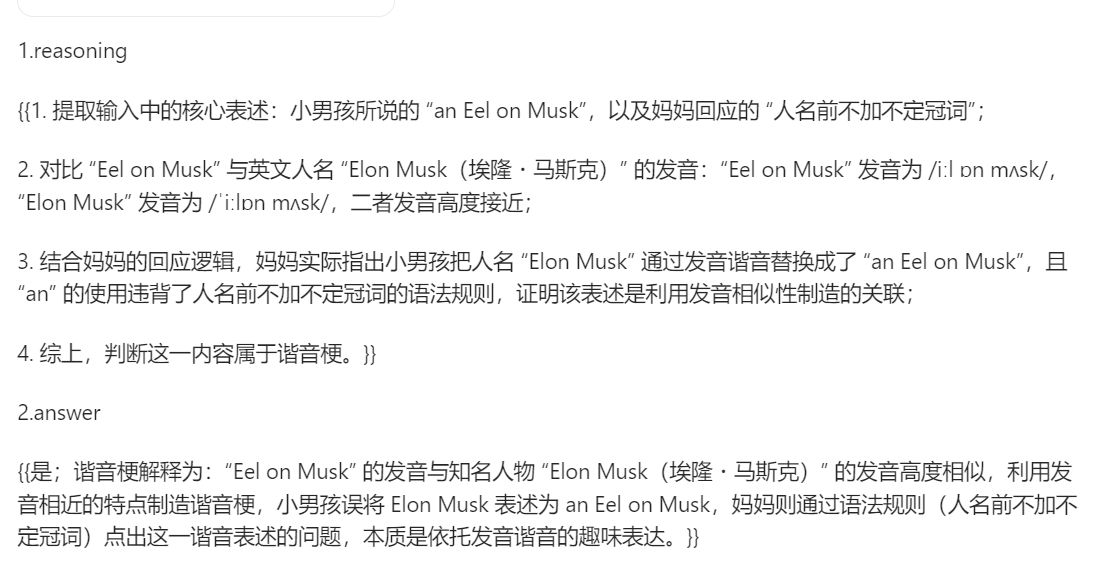 1.reasoning
{{1. 提取输入中的核心表述：小男孩所说的 “an Eel on Musk”，以及妈妈回应的 “人名前不加不定冠词”；
2. 对比 “Eel on Musk” 与英文人名 “Elon Musk（埃隆・马斯克）” 的发音：“Eel on Musk” 发音为 /iːl ɒn mʌsk/，
“Elon Musk” 发音为 /ˈiːlɒn mʌsk/，二者发音高度接近；
3. 结合妈妈的回应逻辑，妈妈实际指出小男孩把人名 “Elon Musk” 通过发音谐音替换成了 “an Eel on Musk”，且
“an” 的使用违背了人名前不加不定冠词的语法规则，证明该表述是利用发音相似性制造的关联；
4. 综上，判断这一内容属于谐音梗。}}
2.answer
{{是；谐音梗解释为：“Eel on Musk” 的发音与知名人物 “Elon Musk（埃隆・马斯克）” 的发音高度相似，利用发
音相近的特点制造谐音梗，小男孩误将 Elon Musk 表述为 an Eel on Musk，妈妈则通过语法规则（人名前不加不
定冠词）点出这一谐音表述的问题，本质是依托发音谐音的趣味表达。}}